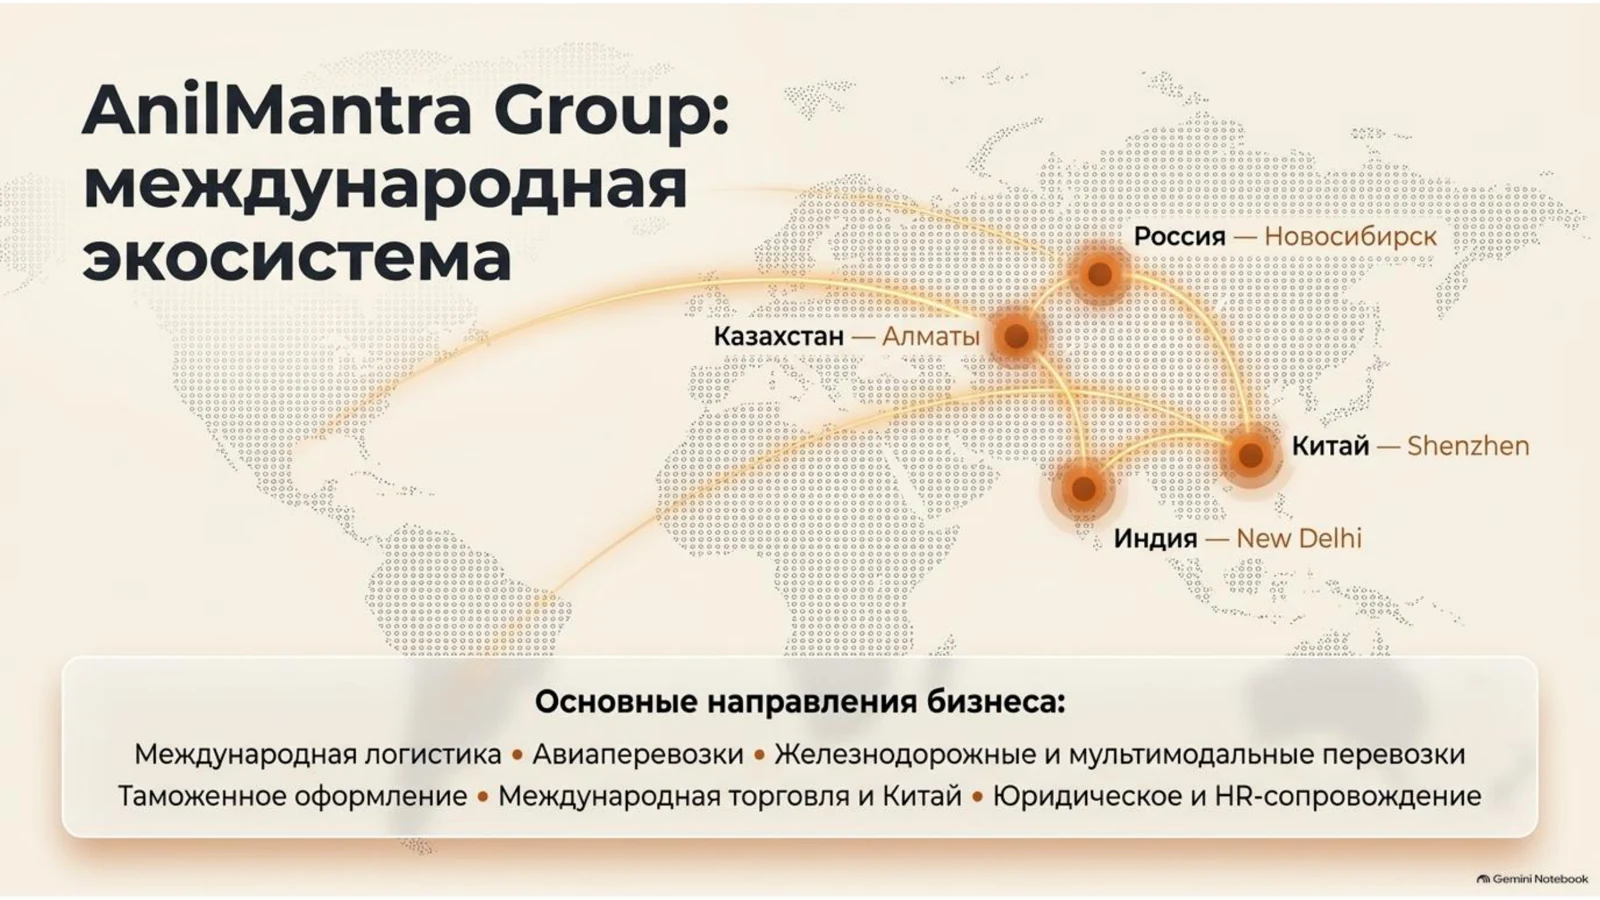 AnilMantra Group:
международная
экосистема
Россия — Новосибирск
Казахстан — Алматы
Китай — Shenzhen
Индия — New Delhi
Основные направления бизнеса:
Международная логистика • Авиаперевозки • Железнодорожные и мультимодальные перевозки
Таможенное оформление • Международная торговля и Китай • Юридическое и HR-сопровождение
Gemini Notebook